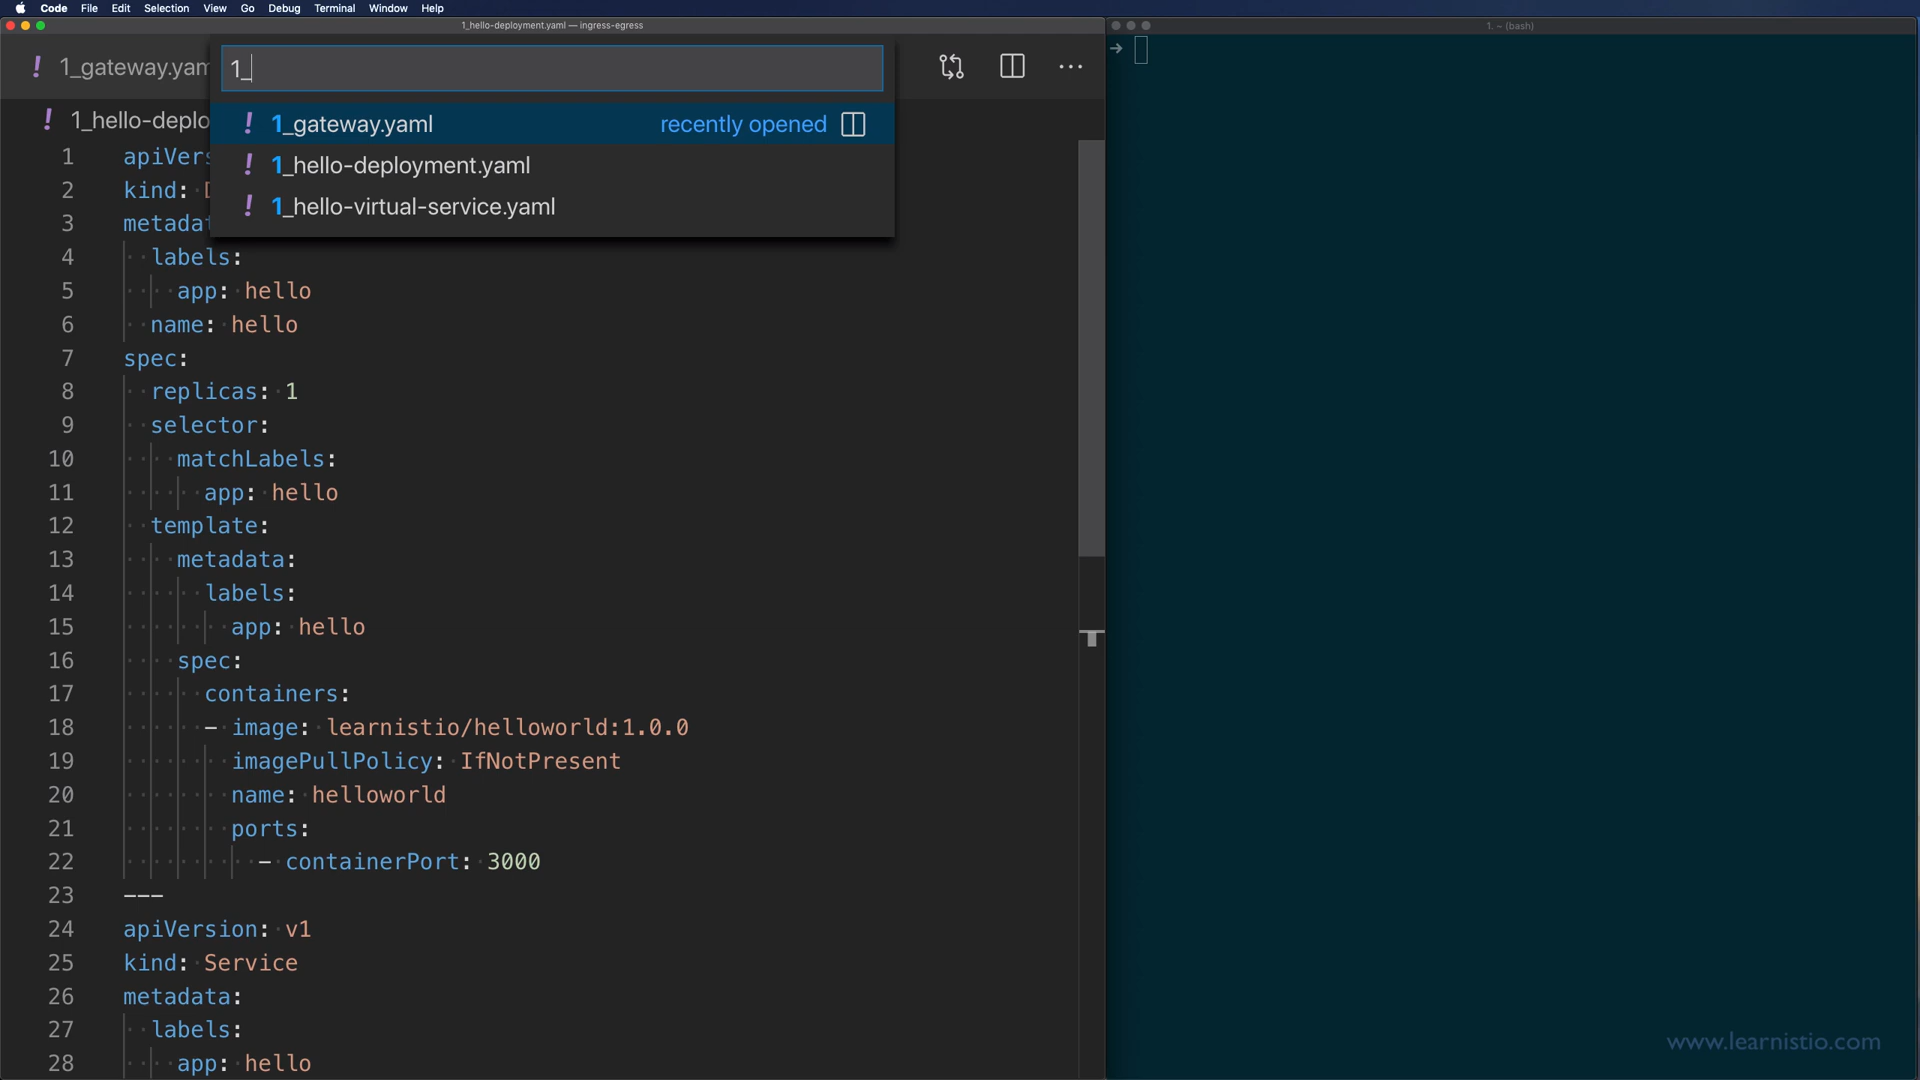 Code File Edit Selection View Go Debug Terminal Window Help
1_hello-deployment.yaml — ingress-egress
1. ~ (bash)
! 1_gateway.yam
1_
! 1_gateway.yaml recently opened
! 1_hello-deployment.yaml
! 1_hello-virtual-service.yaml
! 1_hello-deplo
1 apiVers
2 kind:
3 metadat
4 labels:
5 app: hello
6 name: hello
7 spec:
8 replicas: 1
9 selector:
10 matchLabels:
11 app: hello
12 template:
13 metadata:
14 labels:
15 app: hello
16 spec:
17 containers:
18 - image: learnistio/helloworld:1.0.0
19 imagePullPolicy: IfNotPresent
20 name: helloworld
21 ports:
22 - containerPort: 3000
23 ---
24 apiVersion: v1
25 kind: Service
26 metadata:
27 labels:
28 app: hello
www.learnistio.com